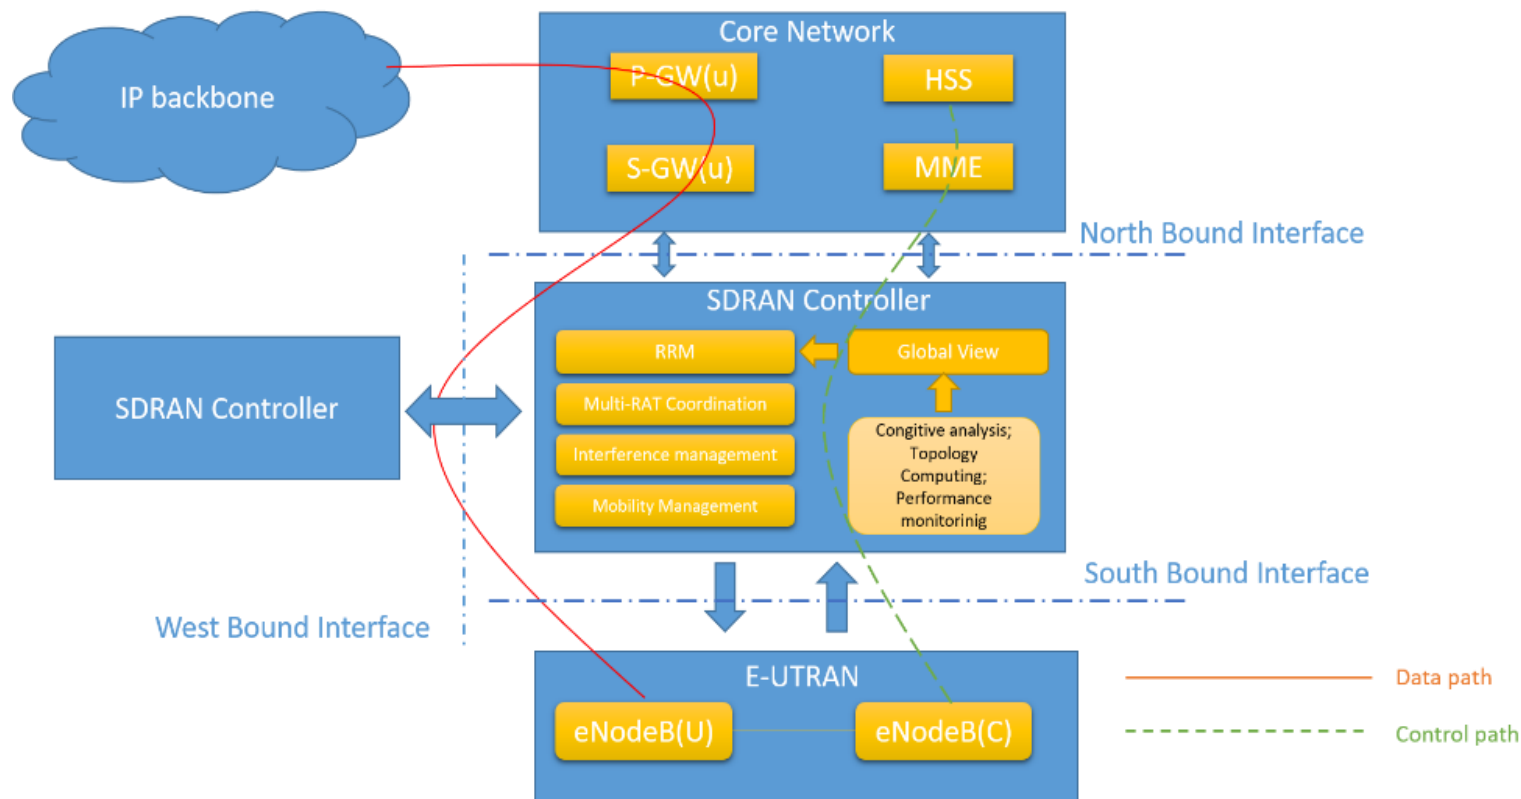 Core Network
IP backbone
P-GW(u)
HSS
S-GW(u)
MME
North Bound Interface
SDRAN Controller
RRM
Global View
SDRAN Controller
Multi-RAT Coordination
Congitive analysis;
Topology
Computing;
Performance
monitorinig
Interference management
Mobility Management
South Bound Interface
West Bound Interface
E-UTRAN
Data path
eNodeB(U)
eNodeB(C)
Control path